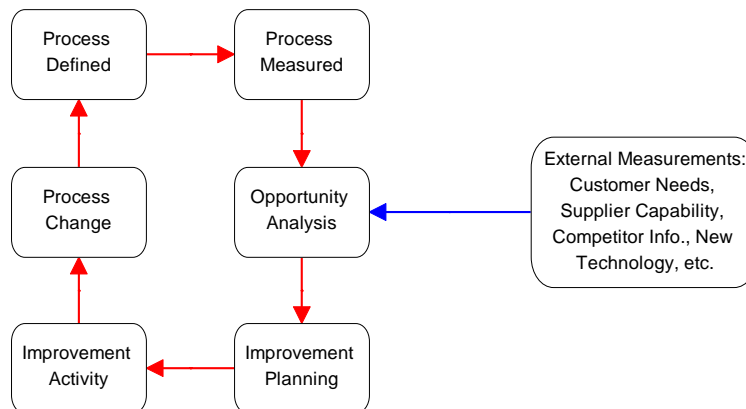 Process
Defined
Process
Measured
Process
Change
Opportunity
Analysis
External Measurements:
Customer Needs,
Supplier Capability,
Competitor Info., New
Technology, etc.
Improvement
Activity
Improvement
Planning